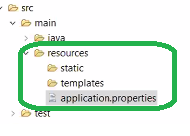 src
main
java
resources
static
templates
application.properties
test